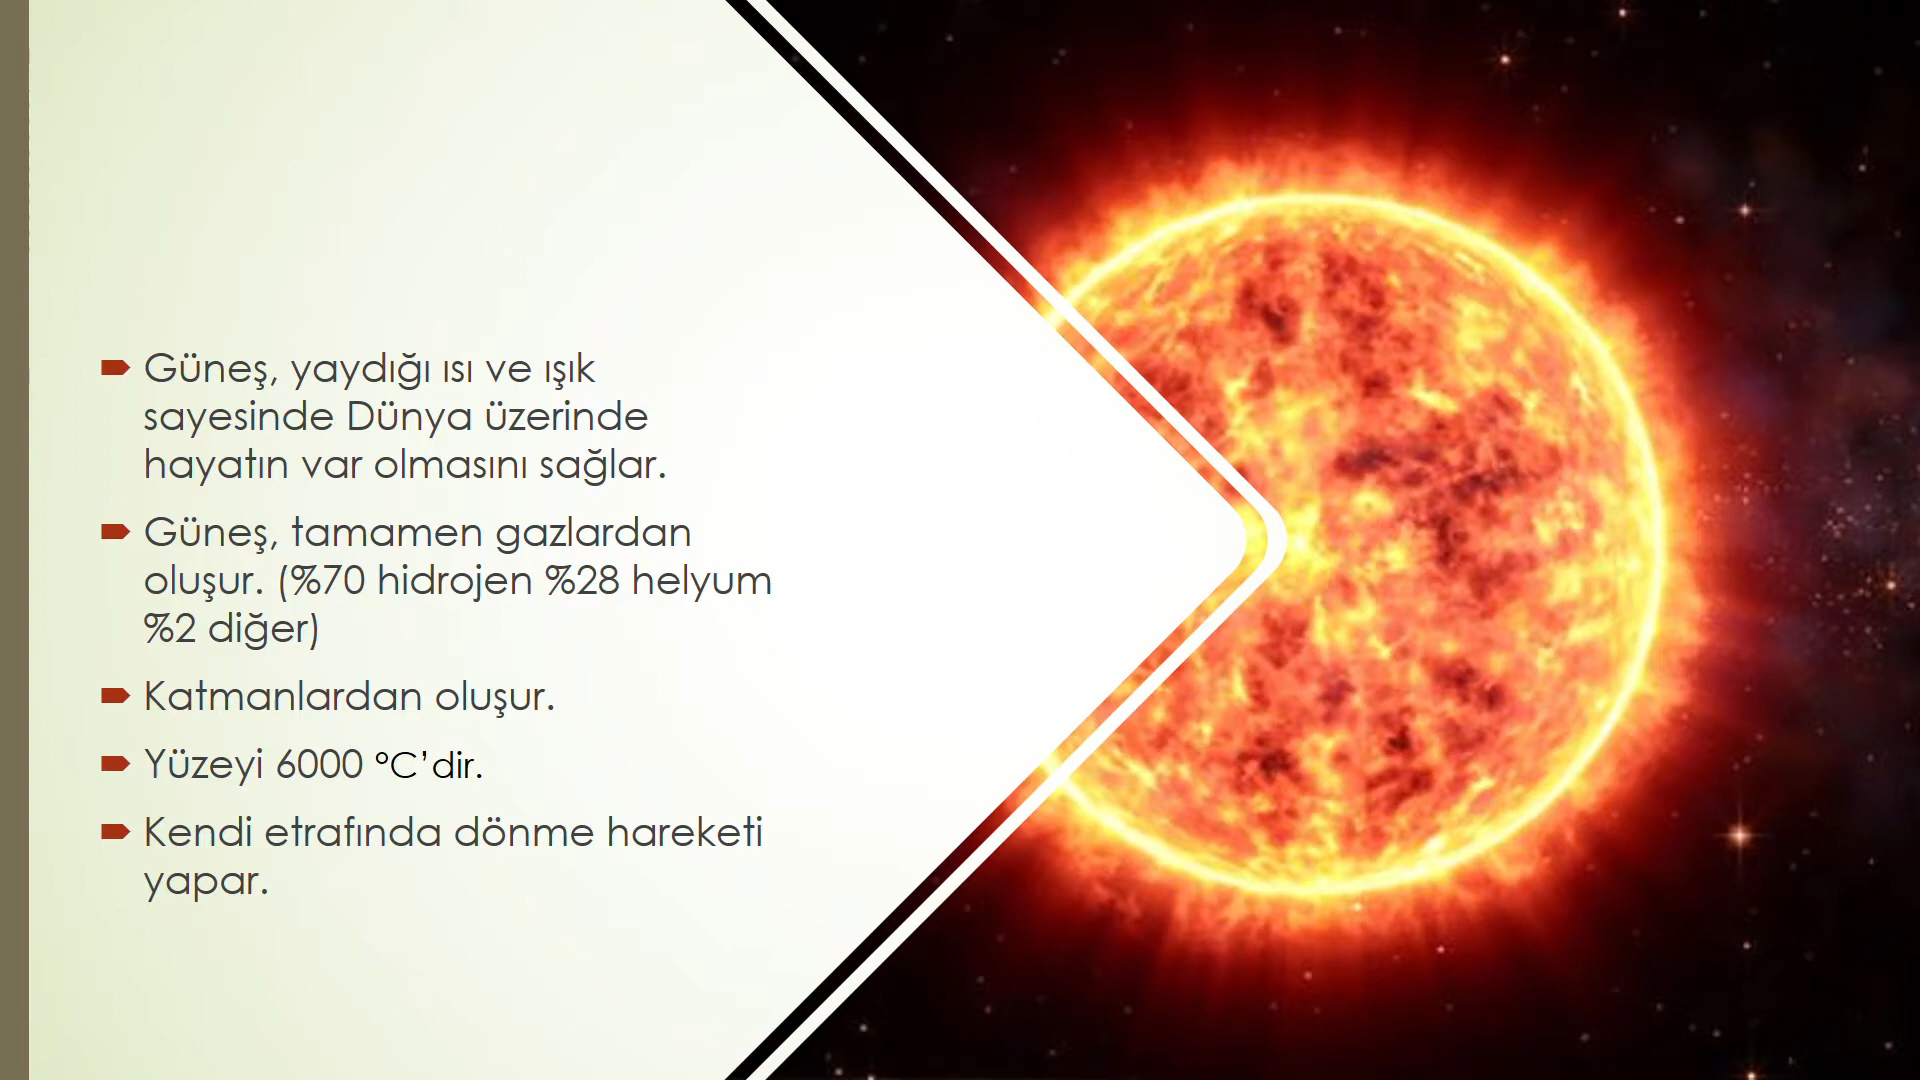 Güneş, yaydığı ısı ve ışık
sayesinde Dünya üzerinde
hayatın var olmasını sağlar.
Güneş, tamamen gazlardan
oluşur. (%70 hidrojen %28 helyum
%2 diğer)
Katmanlardan oluşur.
Yüzeyi 6000 °C’dir.
Kendi etrafında dönme hareketi
yapar.